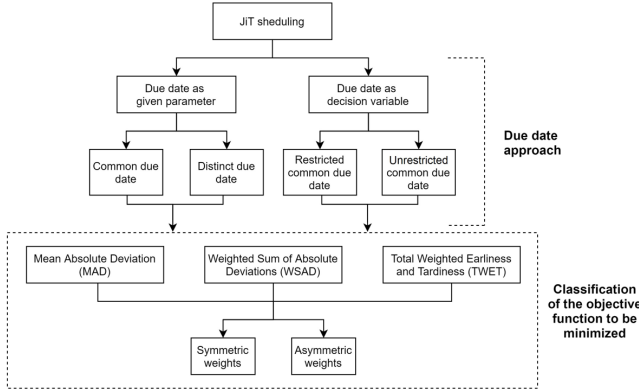 JiT sheduling
Due date as
given parameter
Due date as
decision variable
Due date
approach
Common due
date
Distinct due
date
Restricted
common due
date
Unrestricted
common due
date
Mean Absolute Deviation
(MAD)
Weighted Sum of Absolute
Deviations (WSAD)
Total Weighted Earliness
and Tardiness (TWET)
Classification
of the objective
function to be
minimized
Symmetric
weights
Asymmetric
weights